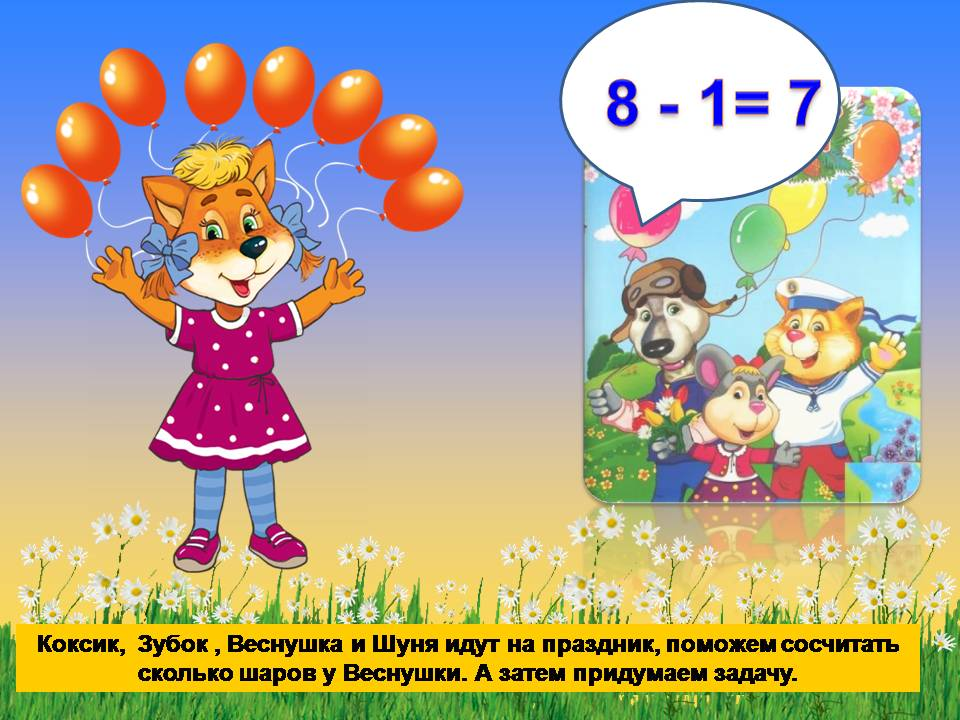 8 - 1= 7
Коксик, Зубок , Веснушка и Шуня идут на праздник, поможем сосчитать
сколько шаров у Веснушки. А затем придумаем задачу.